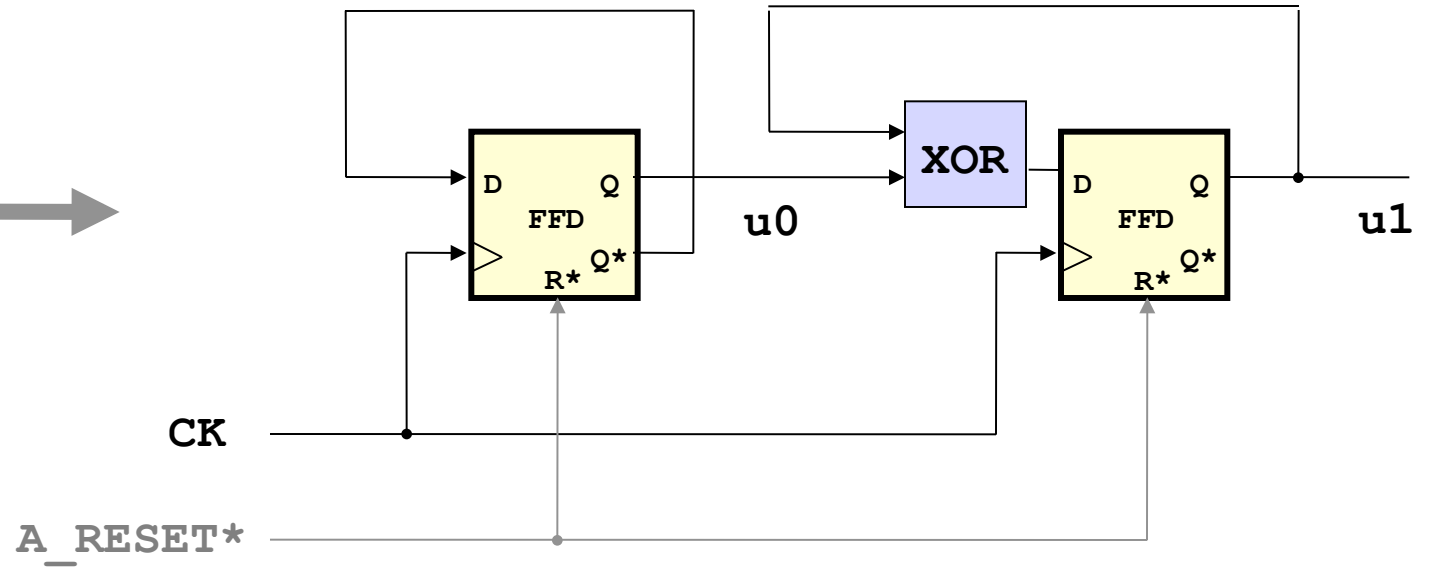 XOR
D Q
FFD
Q*
R*
u0
D Q
FFD
Q*
R*
u1
CK
A_RESET*